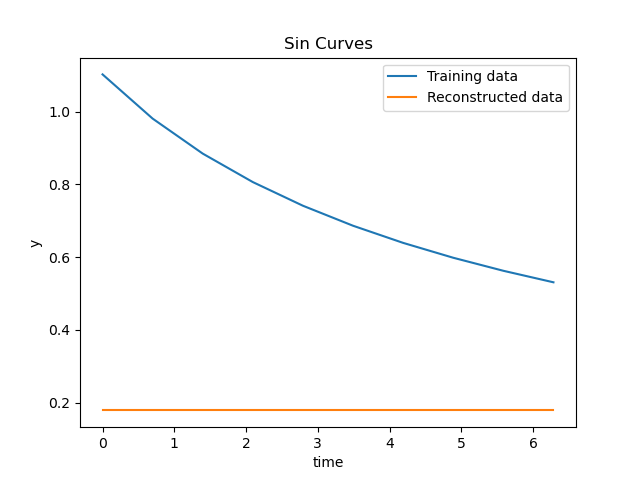 Sin Curves
Training data
Reconstructed data
1.0
0.8
0.6
0.4
0.2
y
0 1 2 3 4 5 6
time